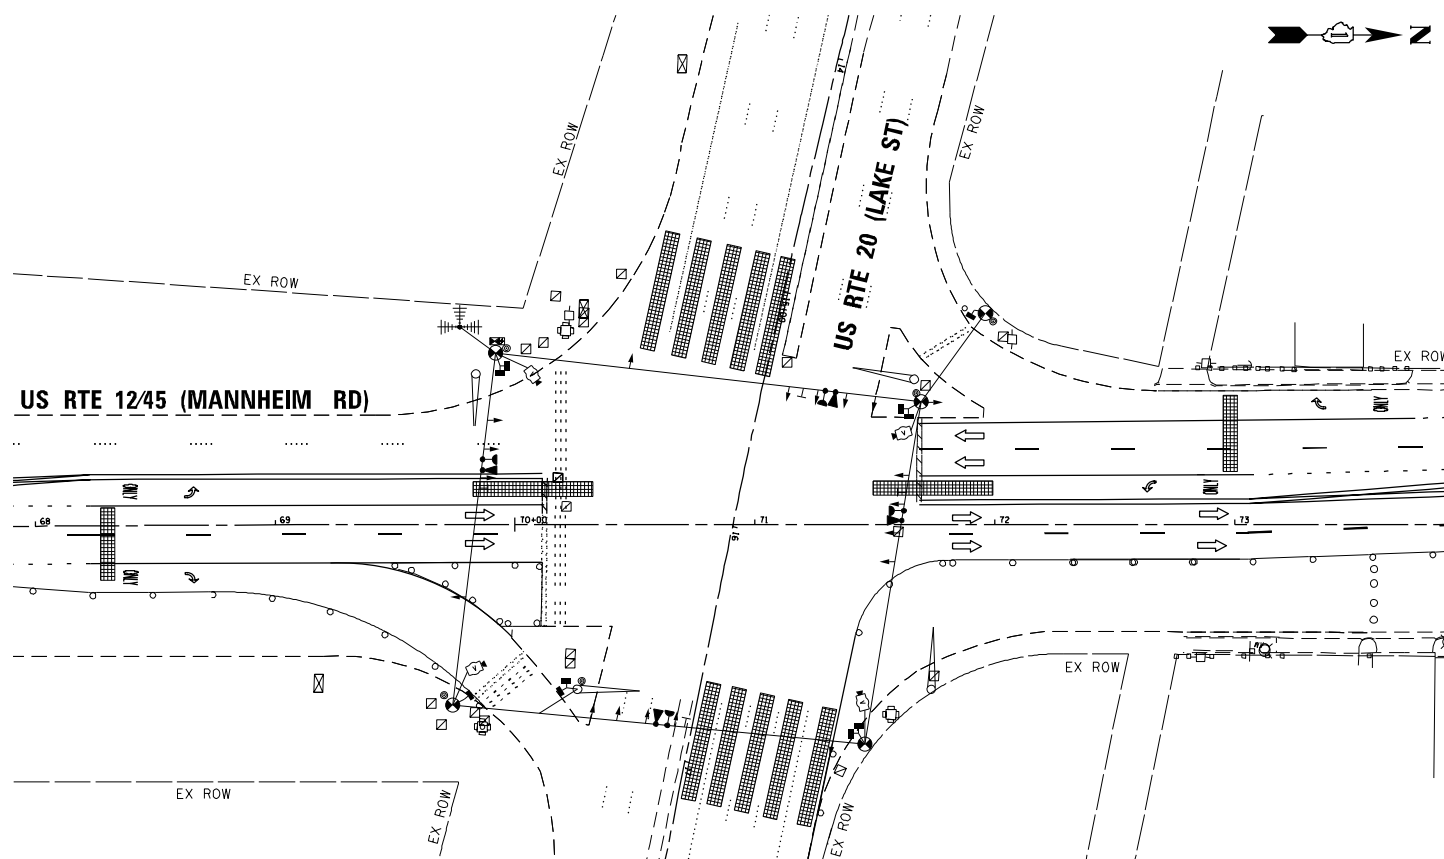 N
EX ROW
EX ROW
14
US RTE 20 (LAKE ST)
EX ROW
EX ROW
US RTE 12/45 (MANNHEIM RD)
ONLY
ONLY
ONLY
68
69
70+00
71
72
73
916
V
V
ONLY
V
V
EX ROW
EX ROW
EX ROW
EX ROW